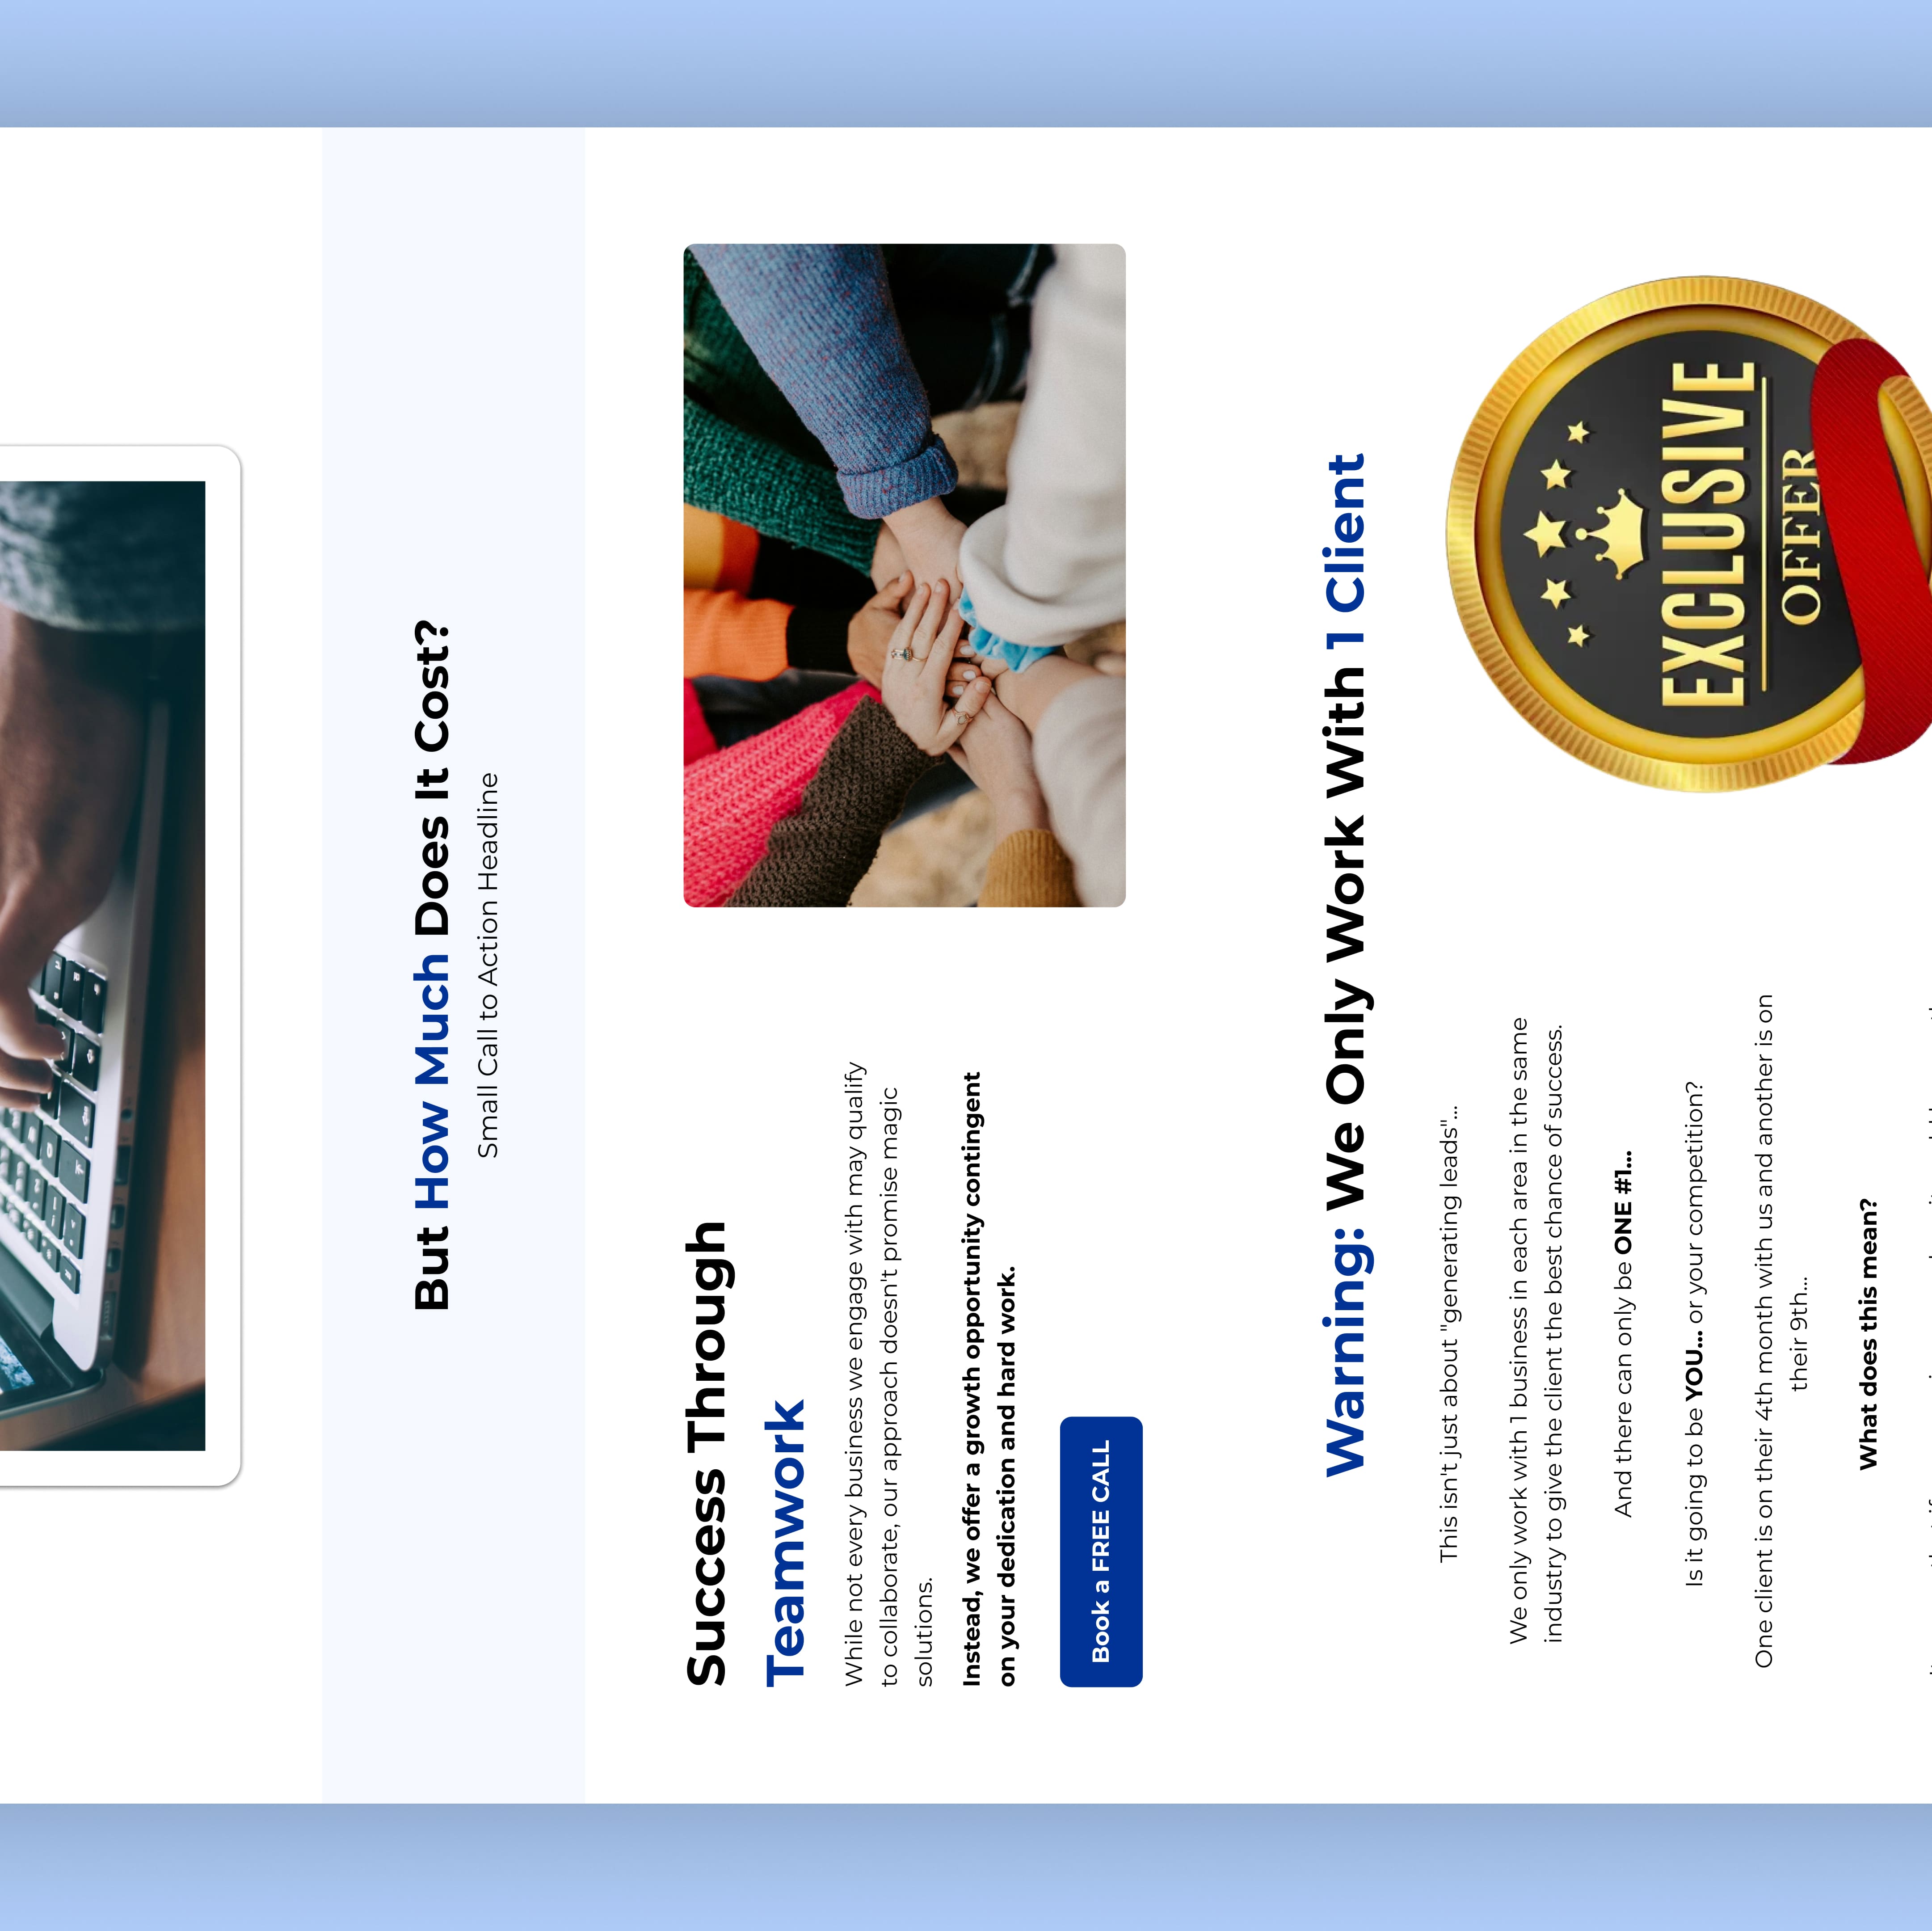 But How Much Does It Cost?
Small Call to Action Headline
Success Through
Teamwork
While not every business we engage with may qualify
to collaborate, our approach doesn't promise magic
solutions.
Instead, we offer a growth opportunity contingent
on your dedication and hard work.
Book a FREE CALL
Warning: We Only Work With 1 Client
This isn't just about "generating leads"...
We only work with 1 business in each area in the same
industry to give the client the best chance of success.
And there can only be ONE #1...
Is it going to be YOU... or your competition?
One client is on their 4th month with us and another is on
their 9th...
What does this mean?
EXCLUSIVE
OFFER